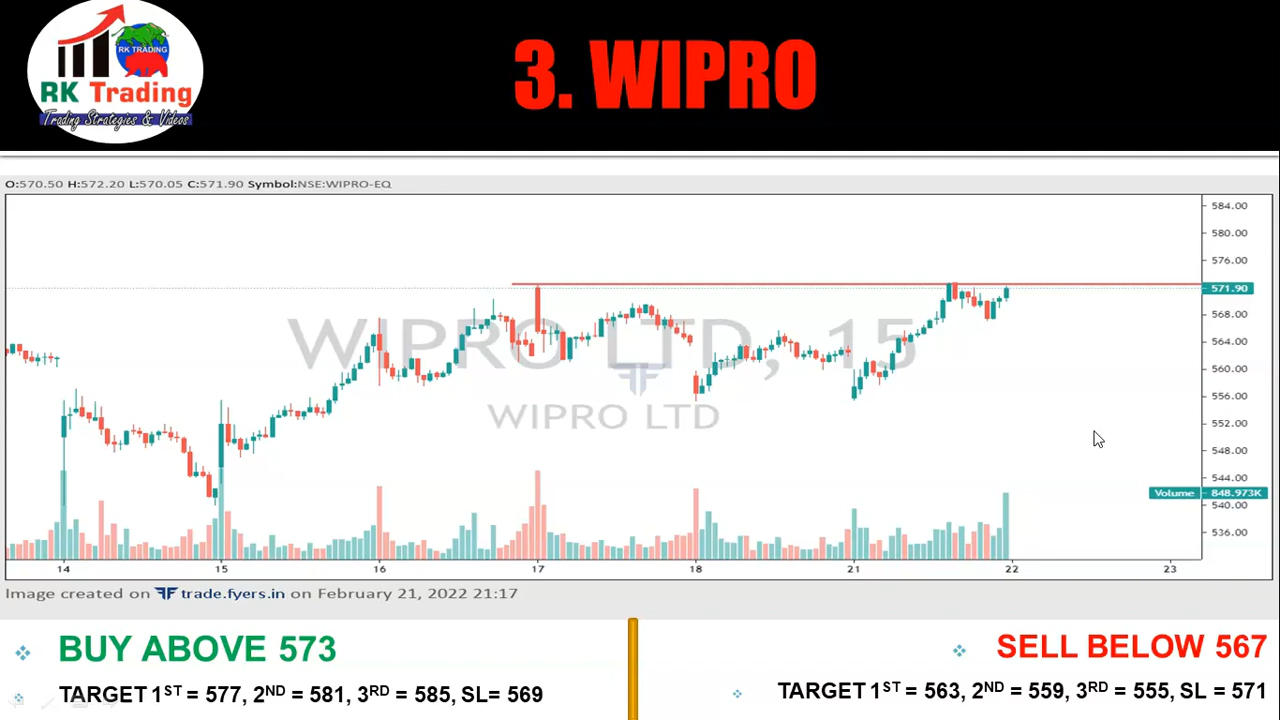 3. WIPRO
RK TRADING
RK Trading
Trading Strategies & Videos
O:570.50 H:572.20 L:570.05 C:571.90 Symbol:NSE:WIPRO-EQ
WIPRO LTD, 15
WIPRO LTD
584.00
580.00
576.00
571.90
568.00
564.00
560.00
556.00
552.00
548.00
544.00
Volume 848.973K
540.00
536.00
14 15 16 17 18 21 22 23
Image created on trade.fyers.in on February 21, 2022 21:17
BUY ABOVE 573
TARGET 1ST = 577, 2ND = 581, 3RD = 585, SL= 569
SELL BELOW 567
TARGET 1ST = 563, 2ND = 559, 3RD = 555, SL = 571